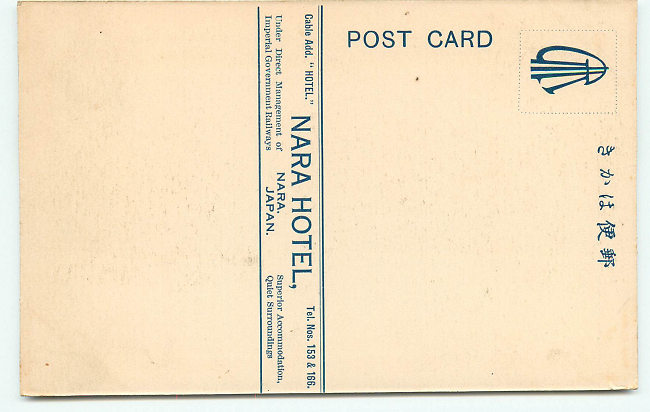 POST CARD
Cable Add. "HOTEL."
Tel. Nos. 153 & 166.
NARA HOTEL,
NARA,
JAPAN.
Under Direct Management of
Imperial Government Railways
Superior Accommodation,
Quiet Surroundings
郵便はかき